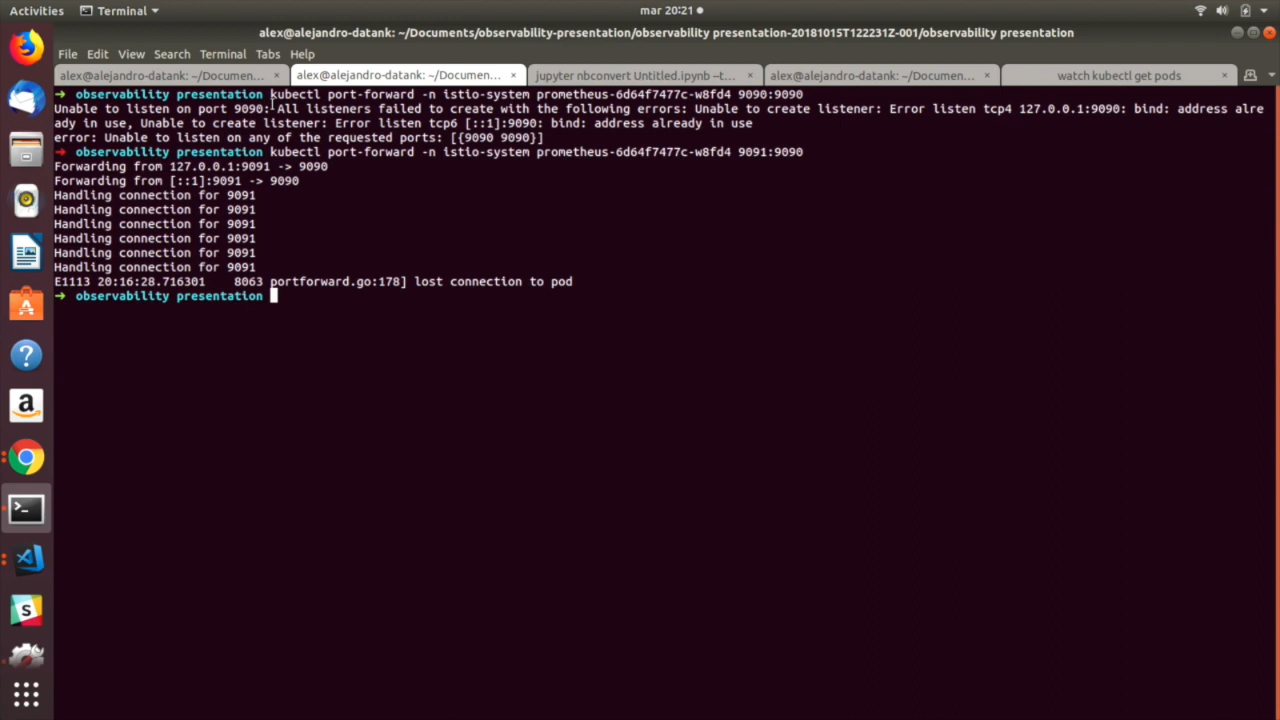 Activities
Terminal
mar 20:21
alex@alejandro-datank: ~/Documents/observability-presentation/observability presentation-20181015T122231Z-001/observability presentation
File Edit View Search Terminal Tabs Help
alex@alejandro-datank: ~/Documen...
alex@alejandro-datank: ~/Documen...
jupyter nbconvert Untitled.ipynb --t...
alex@alejandro-datank: ~/Documen...
watch kubectl get pods
➜ observability presentation kubectl port-forward -n istio-system prometheus-6d64f7477c-w8fd4 9090:9090
Unable to listen on port 9090: All listeners failed to create with the following errors: Unable to create listener: Error listen tcp4 127.0.0.1:9090: bind: address alre
ady in use, Unable to create listener: Error listen tcp6 [::1]:9090: bind: address already in use
error: Unable to listen on any of the requested ports: [{9090 9090}]
➜ observability presentation kubectl port-forward -n istio-system prometheus-6d64f7477c-w8fd4 9091:9090
Forwarding from 127.0.0.1:9091 -> 9090
Forwarding from [::1]:9091 -> 9090
Handling connection for 9091
Handling connection for 9091
Handling connection for 9091
Handling connection for 9091
Handling connection for 9091
Handling connection for 9091
E1113 20:16:28.716301    8063 portforward.go:178] lost connection to pod
➜ observability presentation